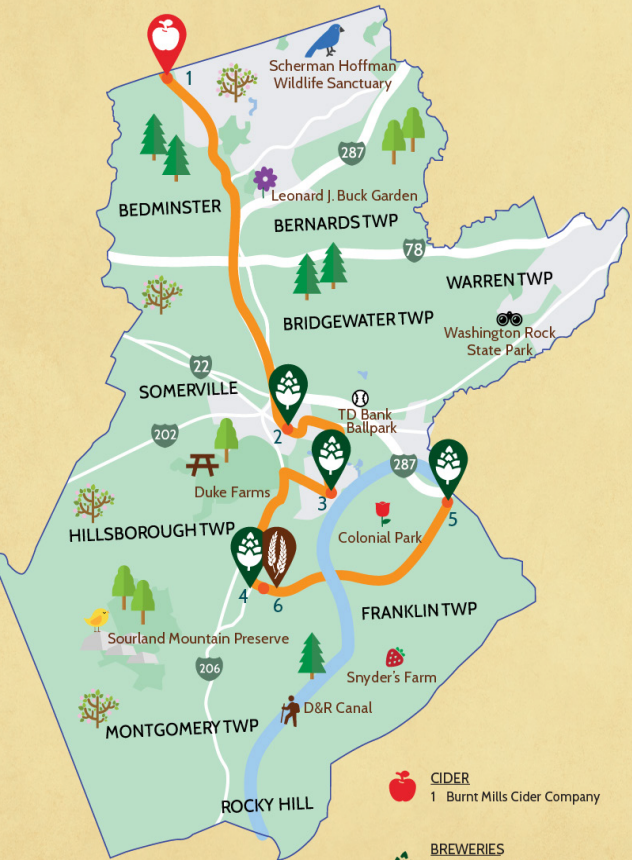 1
Scherman Hoffman
Wildlife Sanctuary
287
Leonard J. Buck Garden
BEDMINSTER
BERNARDS TWP
78
WARREN TWP
BRIDGEWATER TWP
Washington Rock
State Park
22
SOMERVILLE
TD Bank
Ballpark
2
202
287
Duke Farms
3
5
HILLSBOROUGH TWP
Colonial Park
4
6
FRANKLIN TWP
Sourland Mountain Preserve
206
Snyder's Farm
D&R Canal
MONTGOMERY TWP
ROCKY HILL
CIDER
1 Burnt Mills Cider Company
BREWERIES